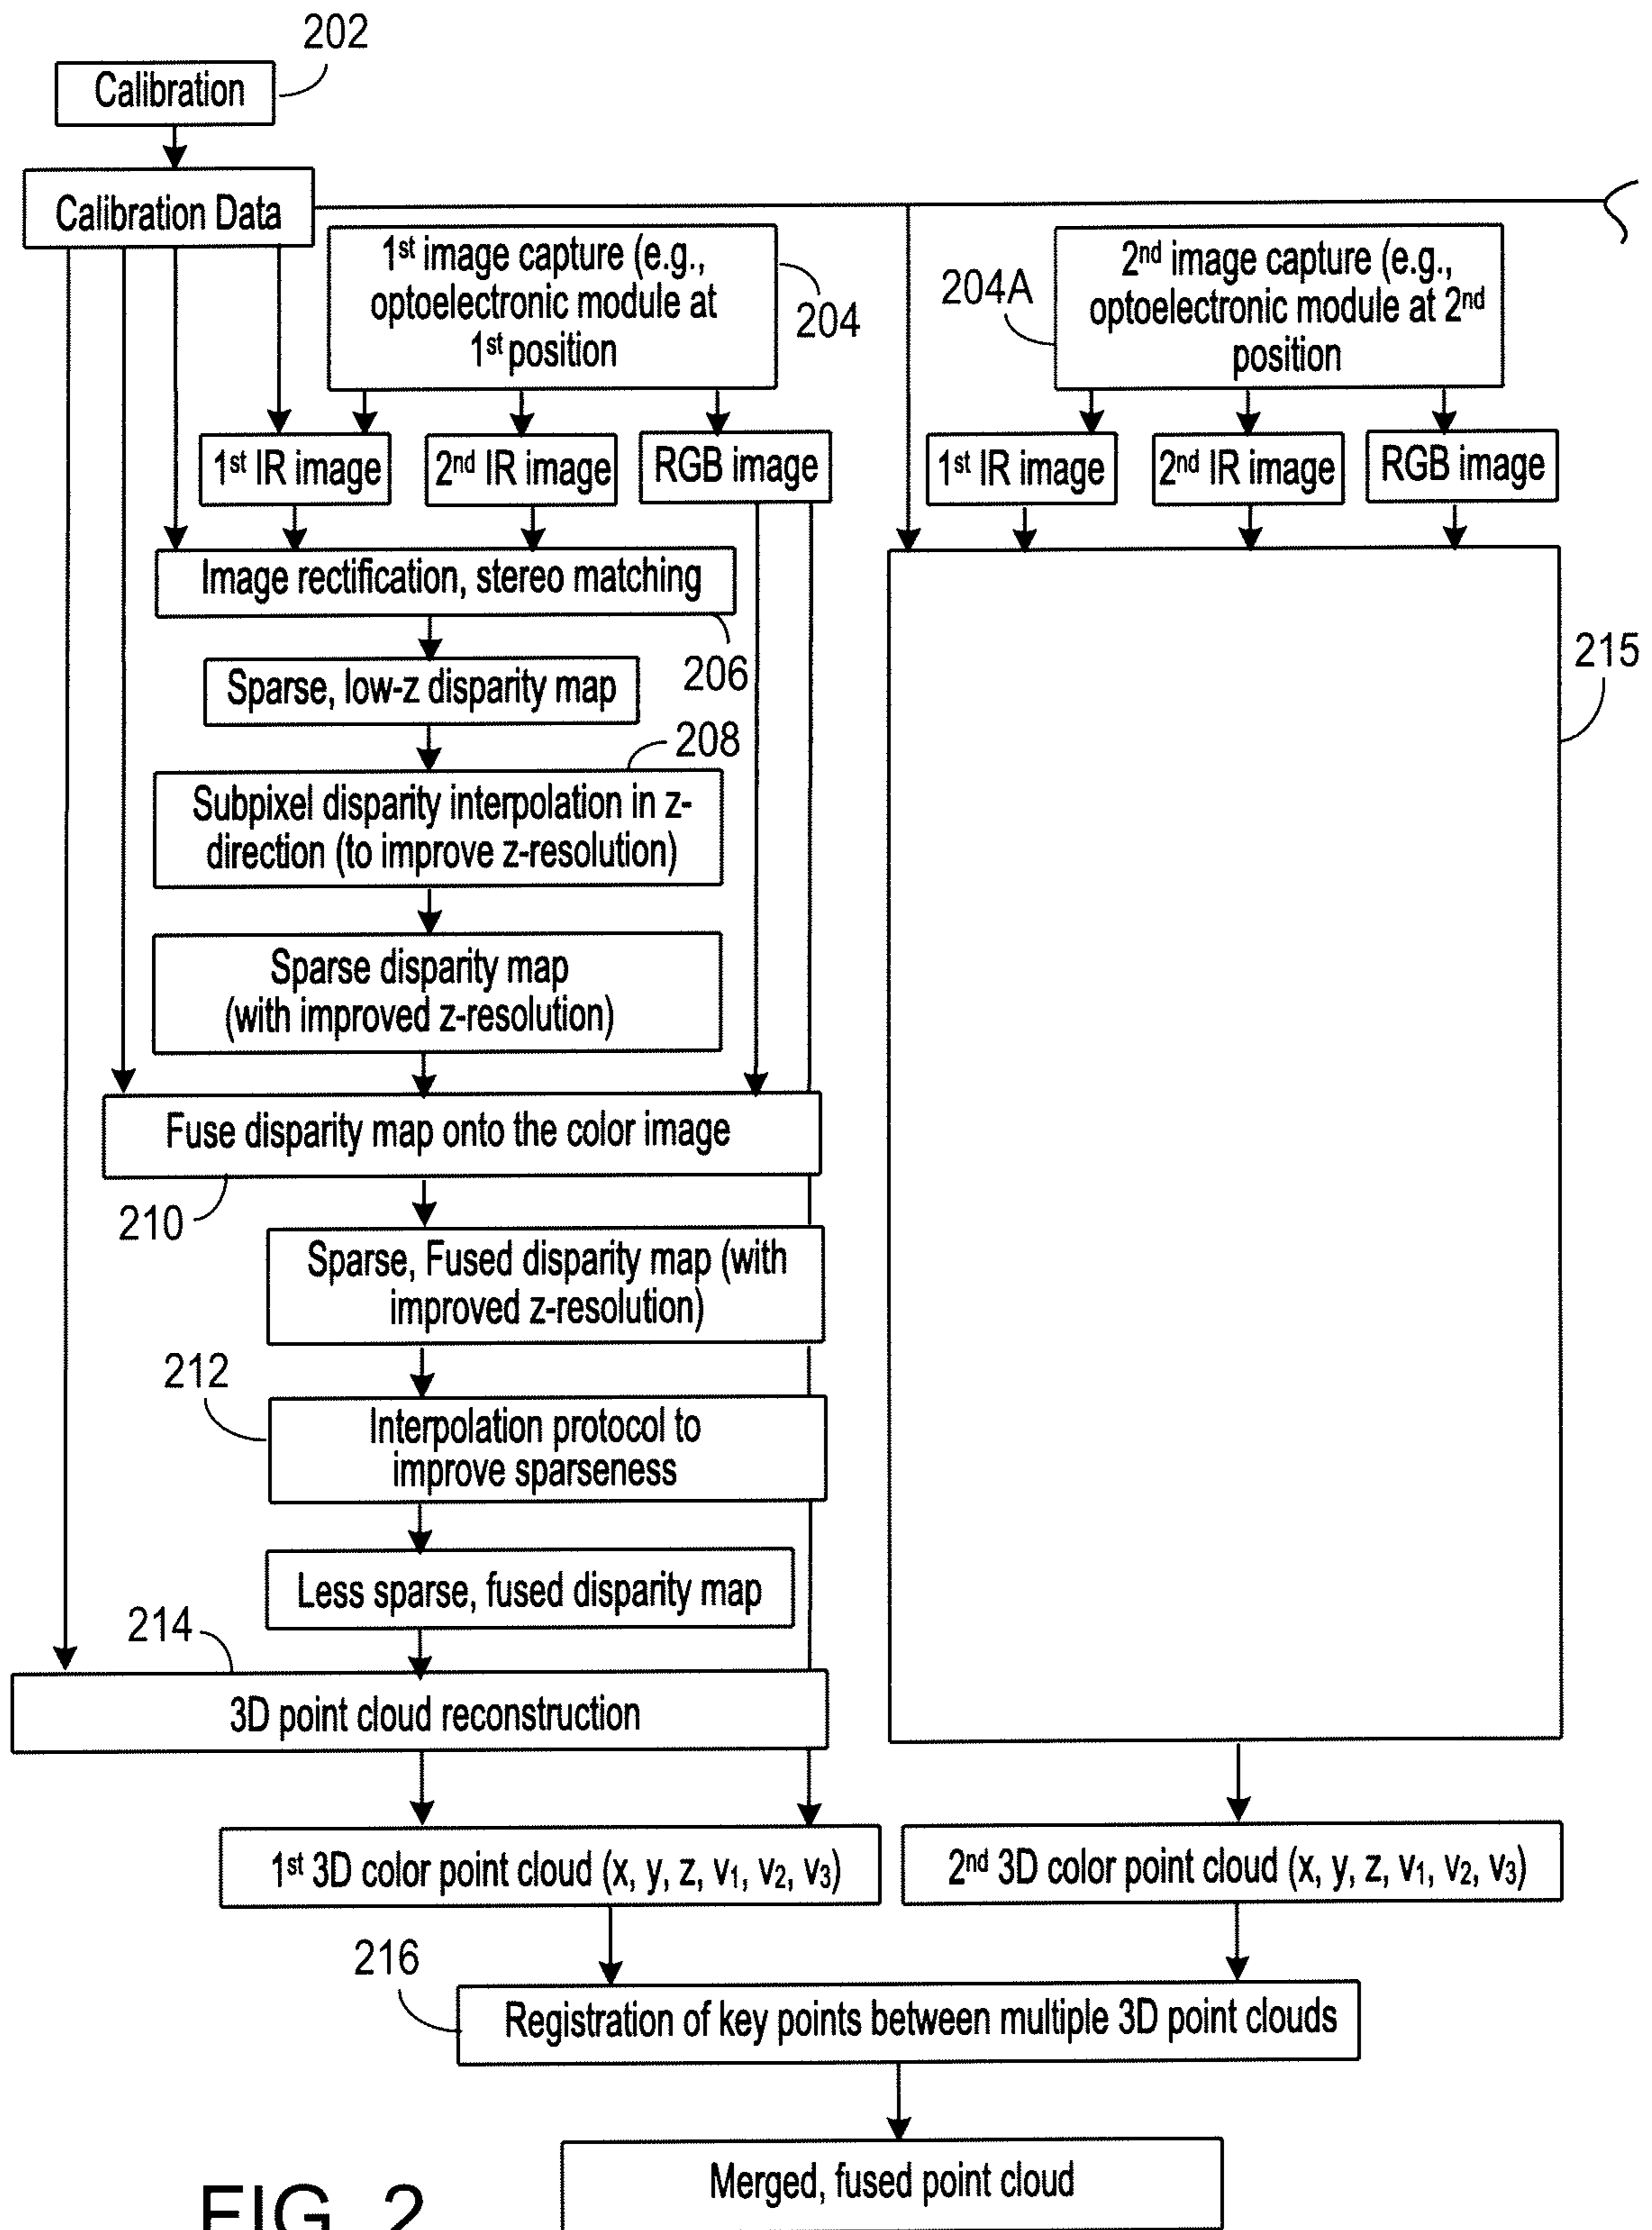 202
Calibration
Calibration Data
1st image capture (e.g.,
optoelectronic module at
1st position
204
204A
2nd image capture (e.g.,
optoelectronic module at 2nd
position
1st IR image
2nd IR image
RGB image
1st IR image
2nd IR image
RGB image
Image rectification, stereo matching
206
215
Sparse, low-z disparity map
208
Subpixel disparity interpolation in z-
direction (to improve z-resolution)
Sparse disparity map
(with improved z-resolution)
Fuse disparity map onto the color image
210
Sparse, Fused disparity map (with
improved z-resolution)
212
Interpolation protocol to
improve sparseness
Less sparse, fused disparity map
214
3D point cloud reconstruction
1st 3D color point cloud (x, y, z, v1, v2, v3)
2nd 3D color point cloud (x, y, z, v1, v2, v3)
216
Registration of key points between multiple 3D point clouds
Merged, fused point cloud
FIG. 2